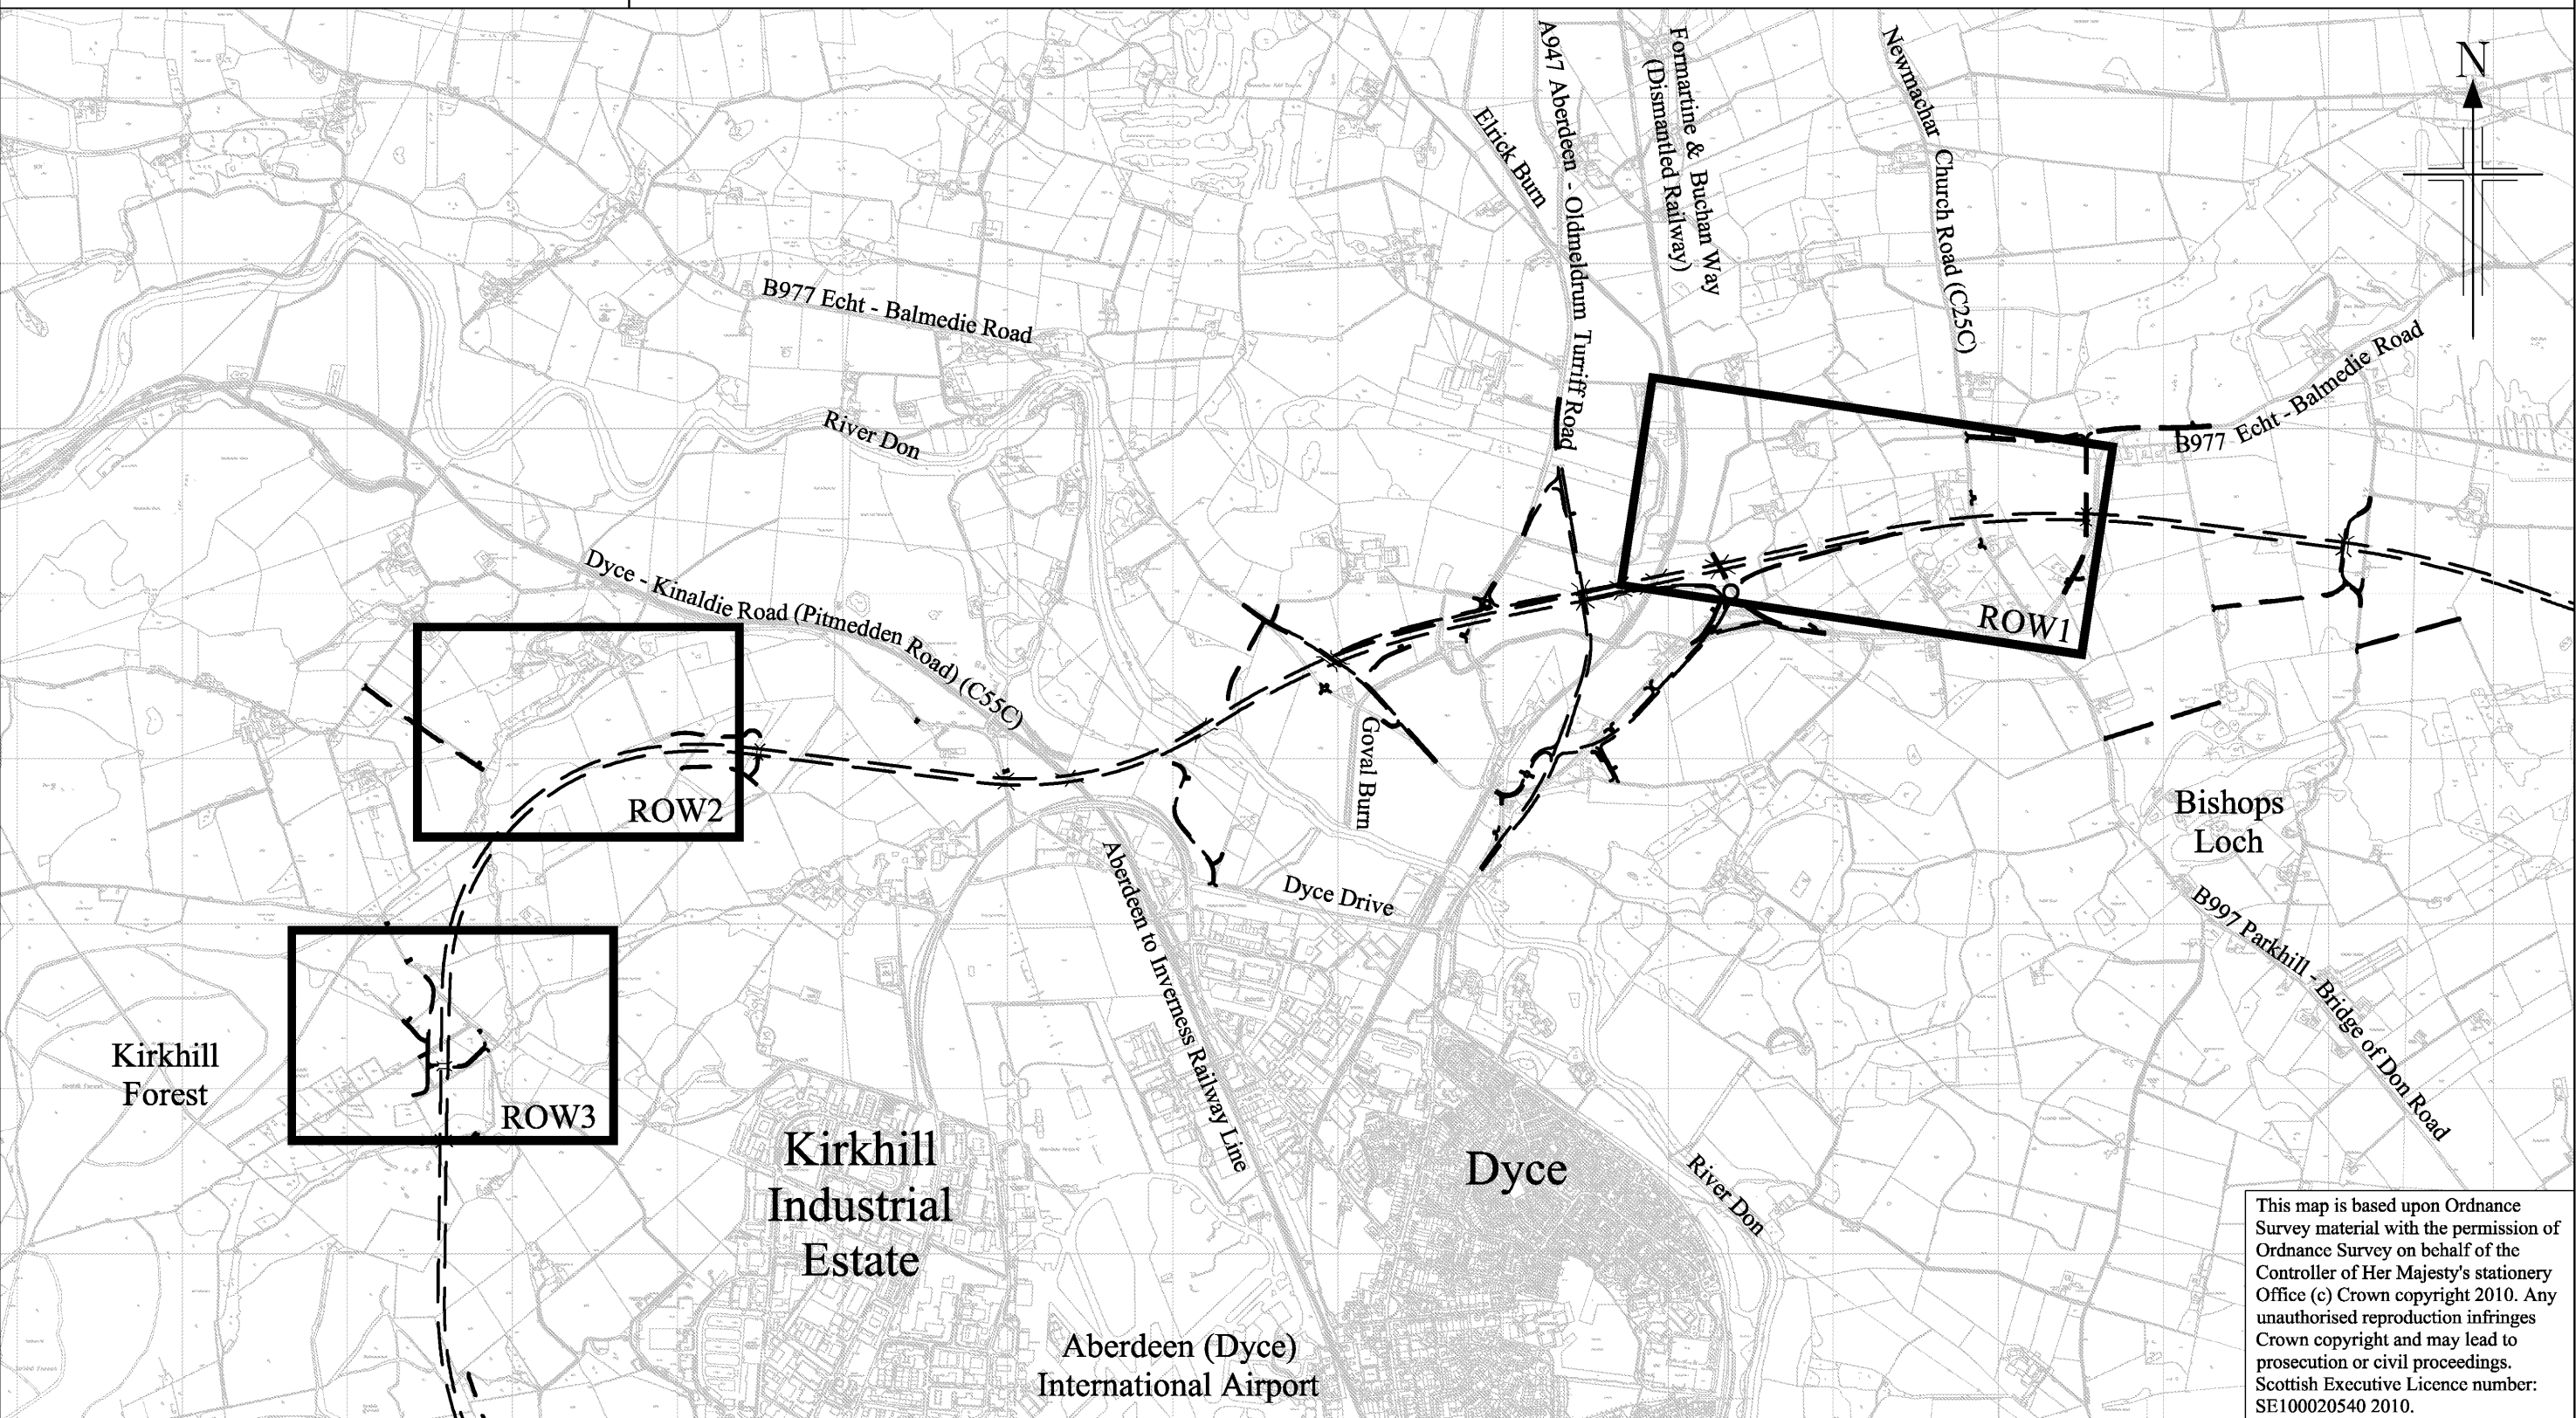 N
A947 Aberdeen - Oldmeldrum Turiff Road
Formartine & Buchan Way
(Dismantled Railway)
Newmachar Church Road (C25C)
Elrick Burn
B977 Echt - Balmedie Road
B977 Echt - Balmedie Road
River Don
Dyce - Kinaldie Road (Pitmedden Road) (C55C)
ROW1
ROW2
Goval Burn
Bishops
Loch
Dyce Drive
Aberdeen to Inverness Railway Line
B997 Parkhill - Bridge of Don Road
Kirkhill
Forest
ROW3
Kirkhill
Industrial
Estate
Dyce
River Don
Aberdeen (Dyce)
International Airport
This map is based upon Ordnance
Survey material with the permission of
Ordnance Survey on behalf of the
Controller of Her Majesty's stationery
Office (c) Crown copyright 2010. Any
unauthorised reproduction infringes
Crown copyright and may lead to
prosecution or civil proceedings.
Scottish Executive Licence number:
SE100020540 2010.